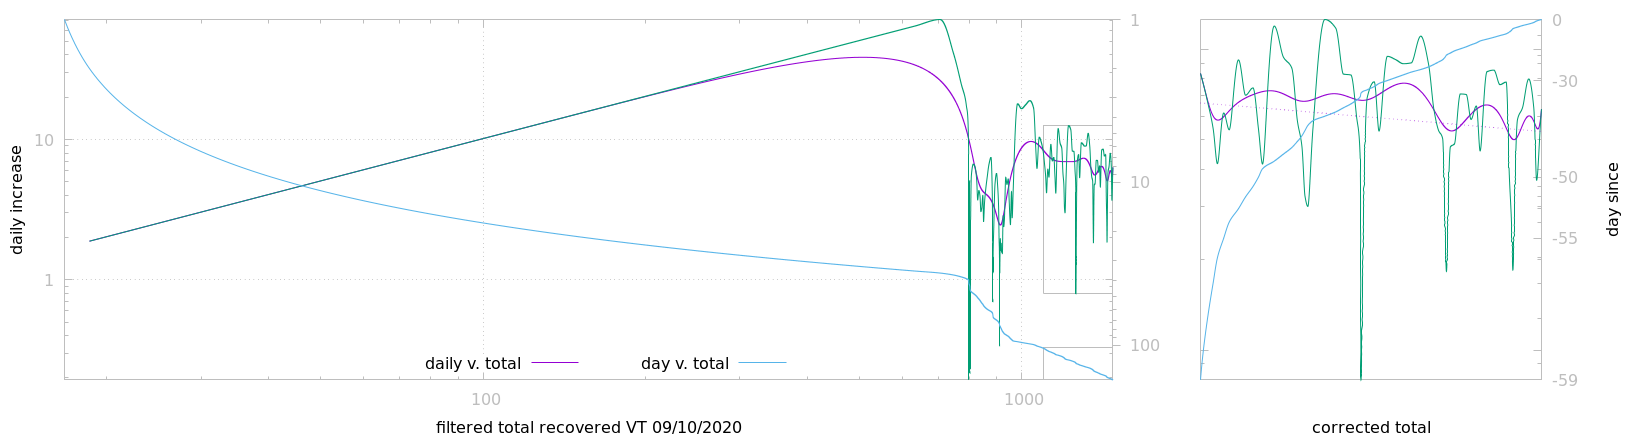 daily increase
10
1
daily v. total
day v. total
100
1000
filtered total recovered VT 09/10/2020
1
10
100
0
-30
-50
-55
-59
day since
corrected total